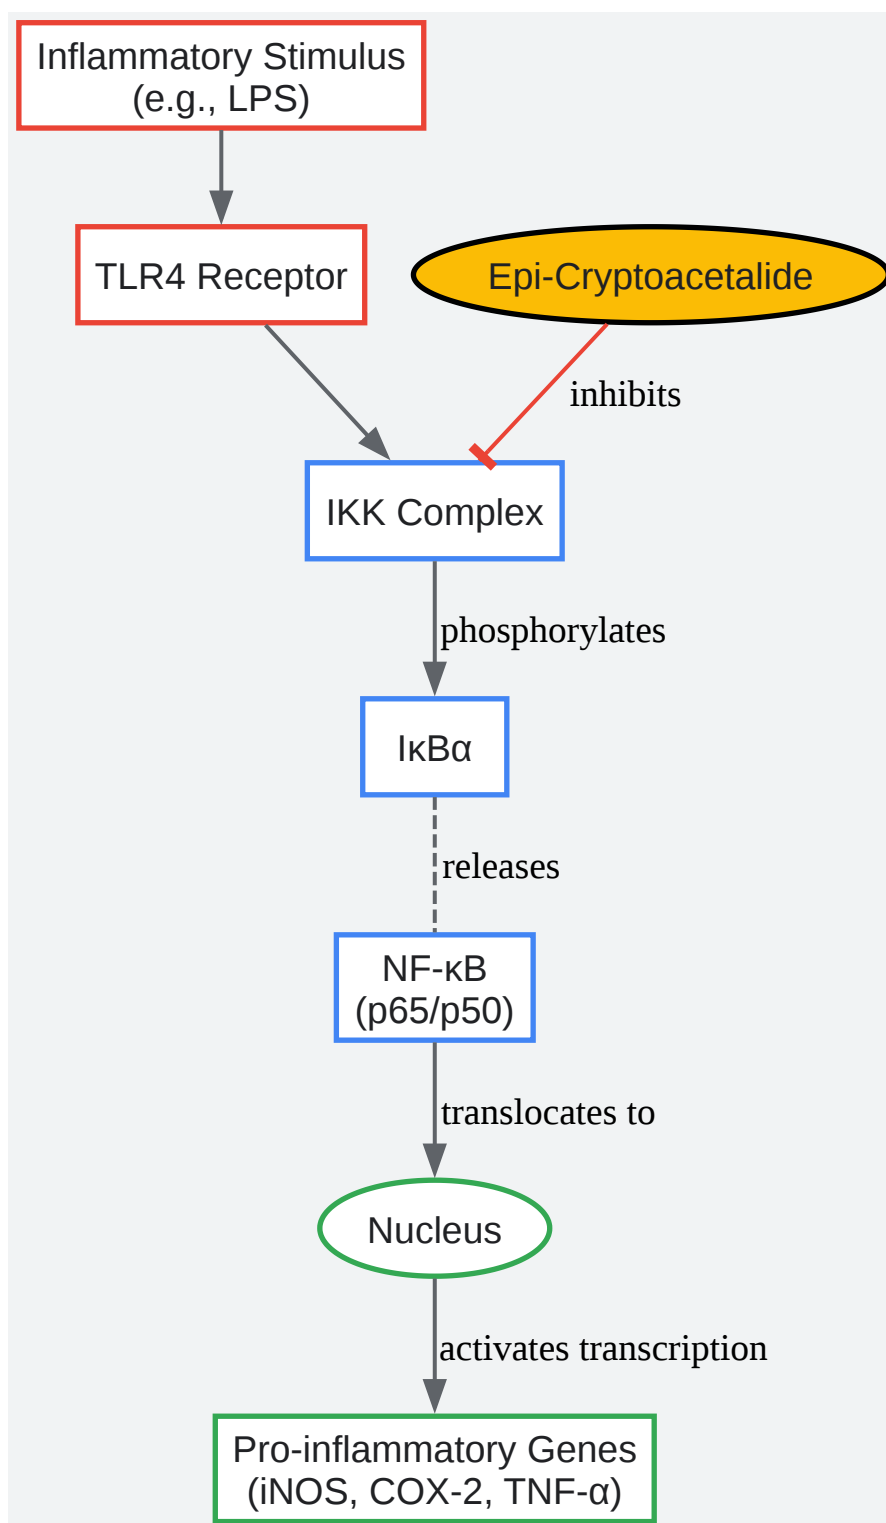 Inflammatory Stimulus
(e.g., LPS)
TLR4 Receptor
Epi-Cryptoacetalide
inhibits
IKK Complex
phosphorylates
IκBα
releases
NF-κB
(p65/p50)
translocates to
Nucleus
activates transcription
Pro-inflammatory Genes
(iNOS, COX-2, TNF-α)